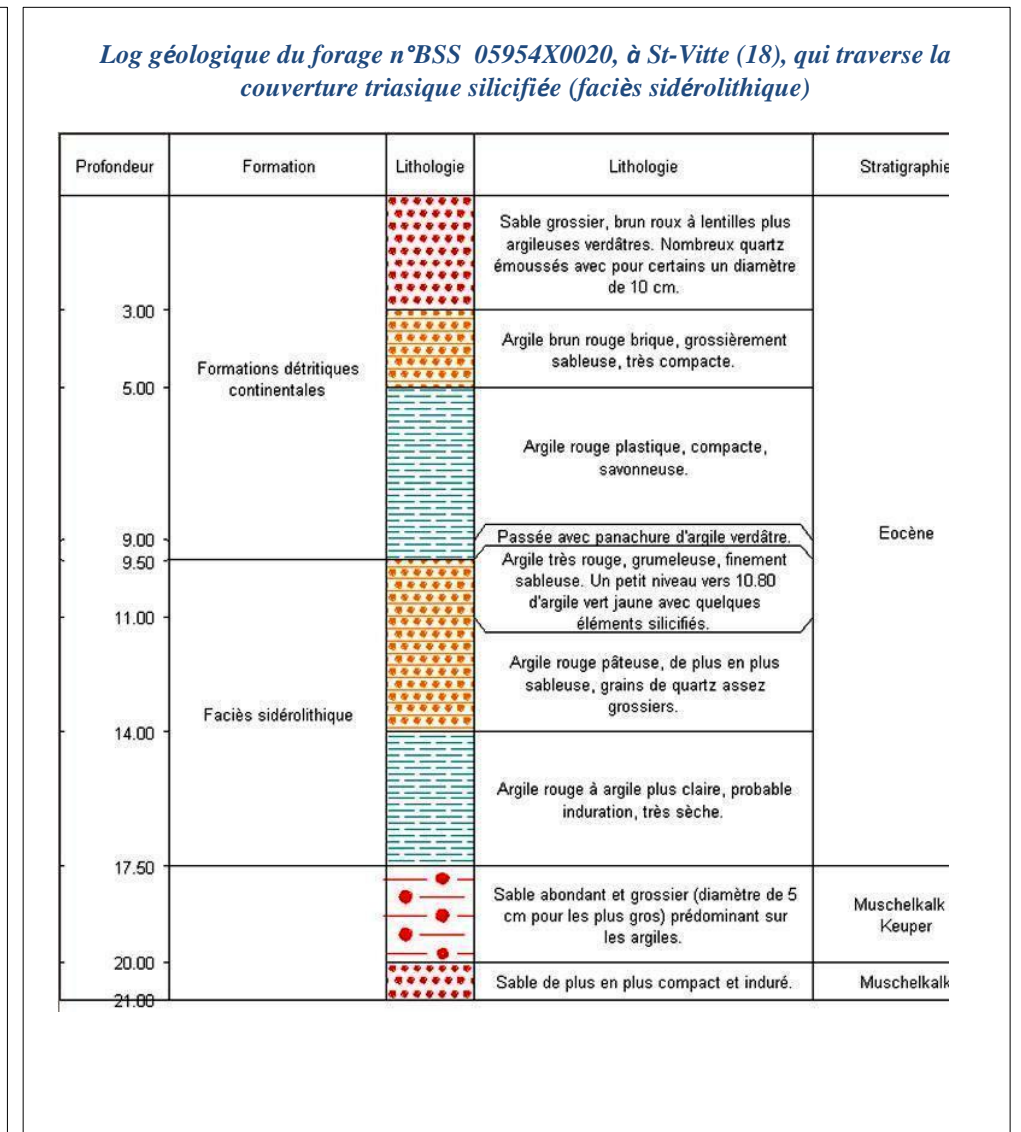 Log géologique du forage n°BSS 05954X0020, à St-Vitte (18), qui traverse la
couverture triasique silicifiée (faciès sidérolithique)
Profondeur
Formation
Lithologie
Lithologie
Stratigraphie
Sable grossier, brun roux à lentilles plus
argileuses verdâtres. Nombreux quartz
émoussés avec pour certains un diamètre
de 10 cm.
3.00
Argile brun rouge brique, grossièrement
sableuse, très compacte.
Formations détritiques
continentales
5.00
Argile rouge plastique, compacte,
savonneuse.
9.00
Passée avec panachure d'argile verdâtre.
Eocène
9.50
Argile très rouge, grumeleuse, finement
sableuse. Un petit niveau vers 10.80
d'argile vert jaune avec quelques
éléments silicifiés.
11.00
Argile rouge pâteuse, de plus en plus
sableuse, grains de quartz assez
grossiers.
Faciès sidérolithique
14.00
Argile rouge à argile plus claire, probable
induration, très sèche.
17.50
Sable abondant et grossier (diamètre de 5
cm pour les plus gros) prédominant sur
les argiles.
Muschelkalk
Keuper
20.00
Sable de plus en plus compact et induré.
Muschelkalk
21.00